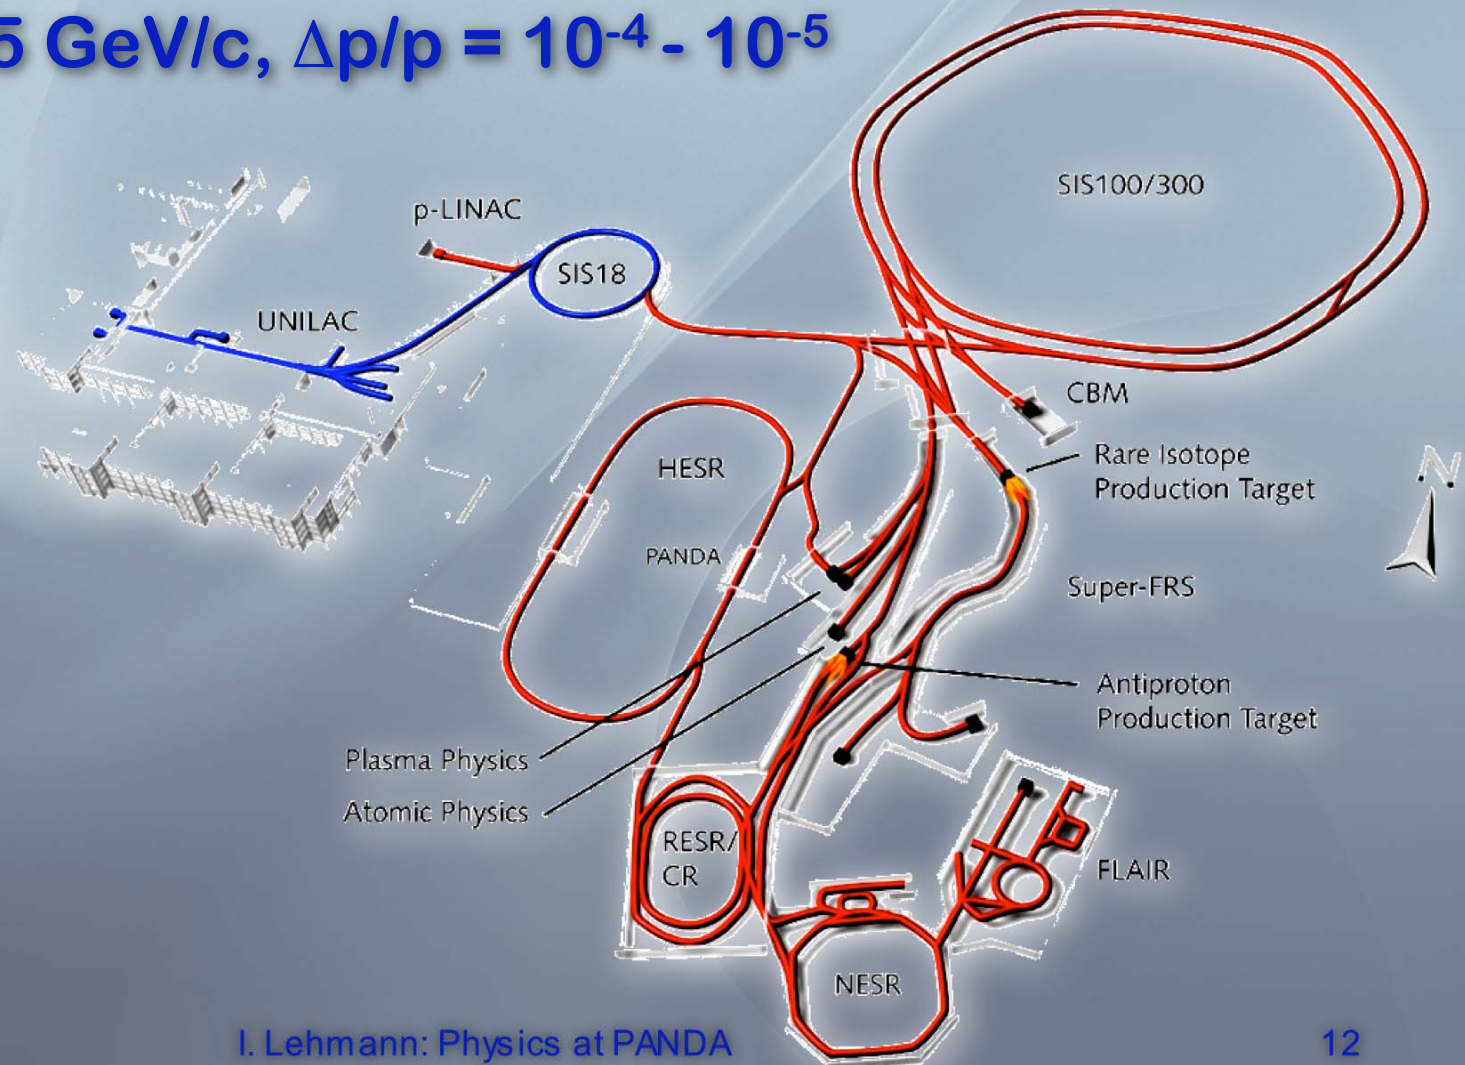 5 GeV/c, Δp/p = 10⁻⁴ - 10⁻⁵
SIS100/300
p-LINAC
SIS18
UNILAC
CBM
HESR
Rare Isotope
Production Target
N
PANDA
Super-FRS
Antiproton
Production Target
Plasma Physics
Atomic Physics
RESR/
CR
FLAIR
NESR
I. Lehmann: Physics at PANDA
12